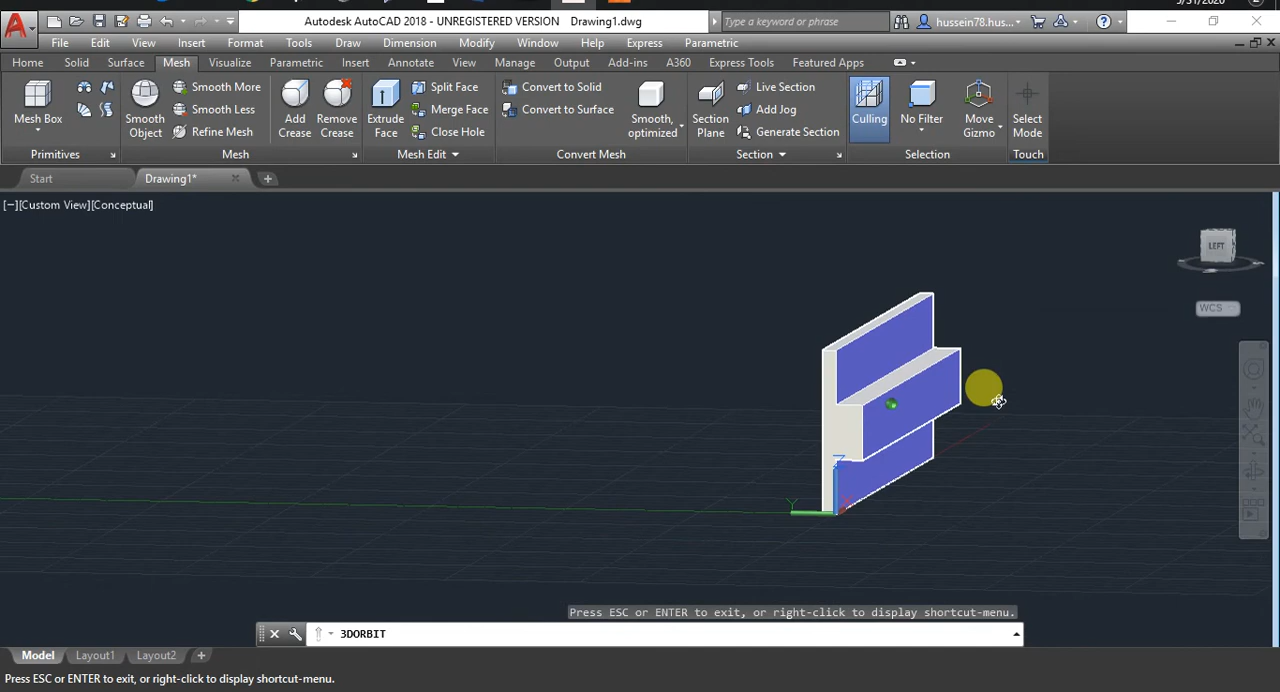 Autodesk AutoCAD 2018 - UNREGISTERED VERSION Drawing1.dwg
Type a keyword or phrase
hussein78.hus...
File Edit View Insert Format Tools Draw Dimension Modify Window Help Express Parametric
Home Solid Surface Mesh Visualize Parametric Insert Annotate View Manage Output Add-ins A360 Express Tools Featured Apps
Mesh Box
Smooth Object
Smooth More
Smooth Less
Refine Mesh
Add Crease
Remove Crease
Extrude Face
Split Face
Merge Face
Close Hole
Convert to Solid
Convert to Surface
Smooth, optimized
Section Plane
Live Section
Add Jog
Generate Section
Culling
No Filter
Move Gizmo
Select Mode
Primitives Mesh Mesh Edit Convert Mesh Section Selection Touch
Start Drawing1*
[−][Custom View][Conceptual]
LEFT
WCS
Z
Y
X
Press ESC or ENTER to exit, or right-click to display shortcut-menu.
3DORBIT
Model Layout1 Layout2
Press ESC or ENTER to exit, or right-click to display shortcut-menu.